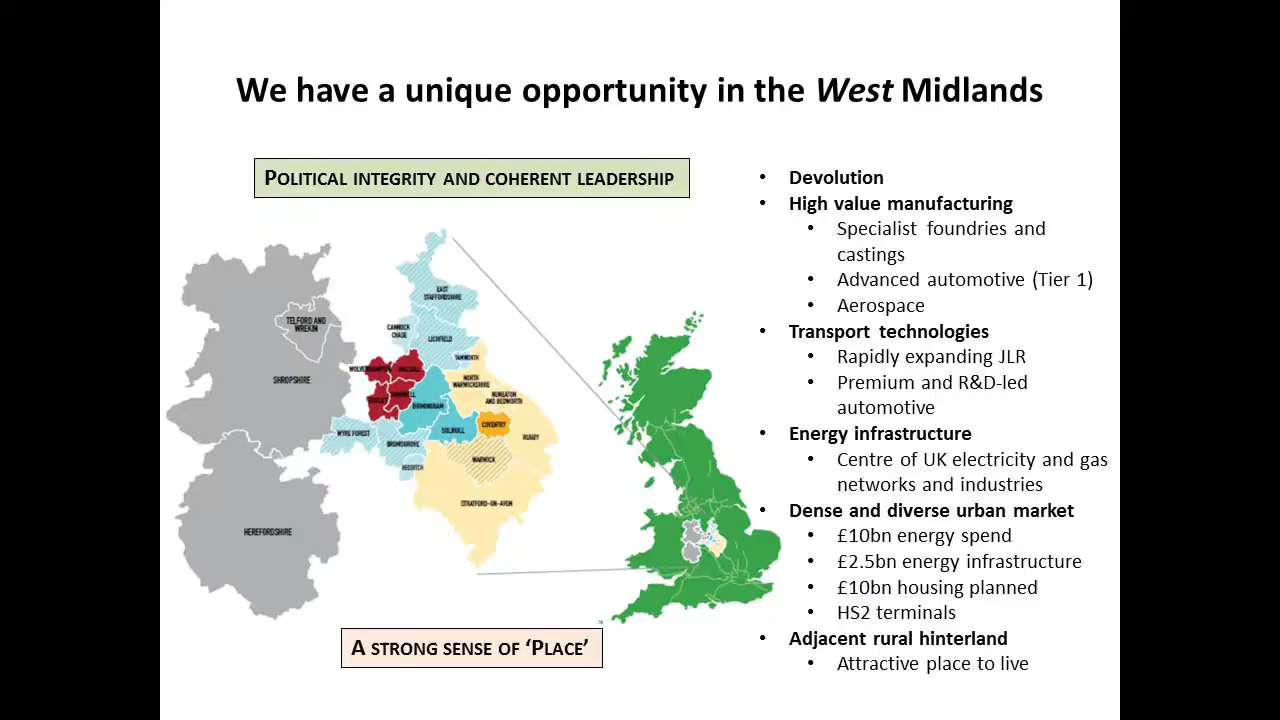 We have a unique opportunity in the West Midlands
POLITICAL INTEGRITY AND COHERENT LEADERSHIP
EAST
STAFFORDSHIRE
CANNOCK
CHASE
LICHFIELD
TAMWORTH
TELFORD AND
WREKIN
SHROPSHIRE
WOLVERHAMPTON
WALSALL
DUDLEY
SANDWELL
BIRMINGHAM
NORTH
WARWICKSHIRE
NUNEATON
AND BEDWORTH
SOLIHULL
COVENTRY
RUGBY
WYRE FOREST
BROMSGROVE
REDDITCH
WARWICK
STRATFORD-ON-AVON
HEREFORDSHIRE
A STRONG SENSE OF ‘PLACE’
• Devolution
• High value manufacturing
• Specialist foundries and
castings
• Advanced automotive (Tier 1)
• Aerospace
• Transport technologies
• Rapidly expanding JLR
• Premium and R&D-led
automotive
• Energy infrastructure
• Centre of UK electricity and gas
networks and industries
• Dense and diverse urban market
• £10bn energy spend
• £2.5bn energy infrastructure
• £10bn housing planned
• HS2 terminals
• Adjacent rural hinterland
• Attractive place to live